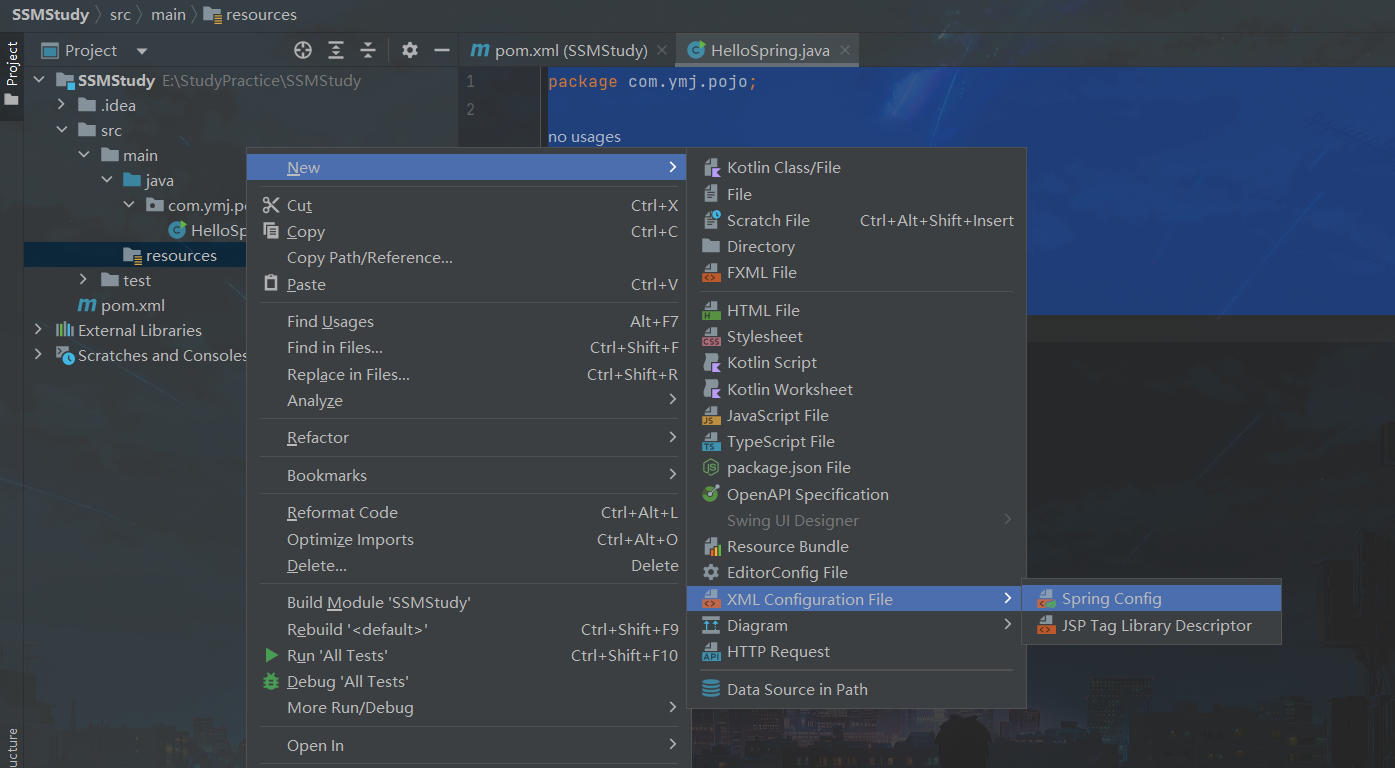 SSMStudy src main resources
Project
Project
pom.xml (SSMStudy)
HelloSpring.java
SSMStudy E:\StudyPractice\SSMStudy
.idea
src
main
java
com.ymj.p
HelloSp
resources
test
pom.xml
External Libraries
Scratches and Consoles
1
package com.ymj.pojo;
2
no usages
New
Cut Ctrl+X
Copy Ctrl+C
Copy Path/Reference...
Paste Ctrl+V
Find Usages Alt+F7
Find in Files... Ctrl+Shift+F
Replace in Files... Ctrl+Shift+R
Analyze
Refactor
Bookmarks
Reformat Code Ctrl+Alt+L
Optimize Imports Ctrl+Alt+O
Delete... Delete
Build Module 'SSMStudy'
Rebuild '<default>' Ctrl+Shift+F9
Run 'All Tests' Ctrl+Shift+F10
Debug 'All Tests'
More Run/Debug
Open In
Kotlin Class/File
File
Scratch File Ctrl+Alt+Shift+Insert
Directory
FXML File
HTML File
Stylesheet
Kotlin Script
Kotlin Worksheet
JavaScript File
TypeScript File
package.json File
OpenAPI Specification
Swing UI Designer
Resource Bundle
EditorConfig File
XML Configuration File
Diagram
HTTP Request
Data Source in Path
Spring Config
JSP Tag Library Descriptor
ucture